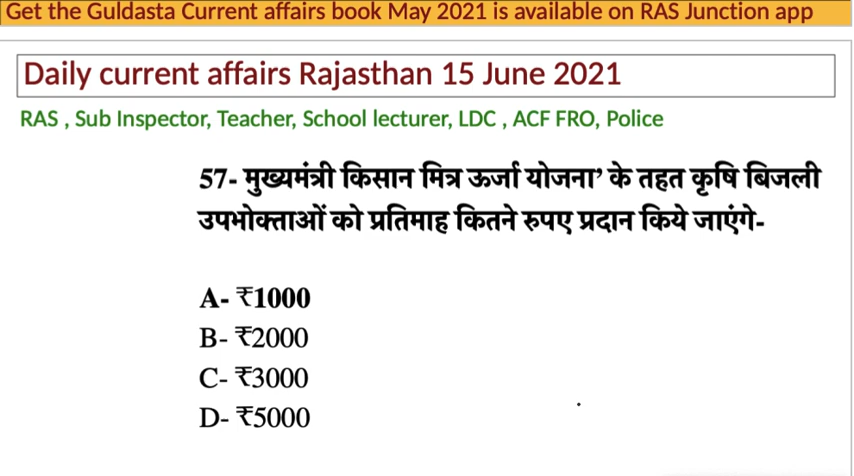 Get the Guldasta Current affairs book May 2021 is available on RAS Junction app
Daily current affairs Rajasthan 15 June 2021
RAS , Sub Inspector, Teacher, School lecturer, LDC , ACF FRO, Police
57- मुख्यमंत्री किसान मित्र ऊर्जा योजना' के तहत कृषि बिजली
उपभोक्ताओं को प्रतिमाह कितने रुपए प्रदान किये जाएंगे-
A- ₹1000
B- ₹2000
C- ₹3000
D- ₹5000